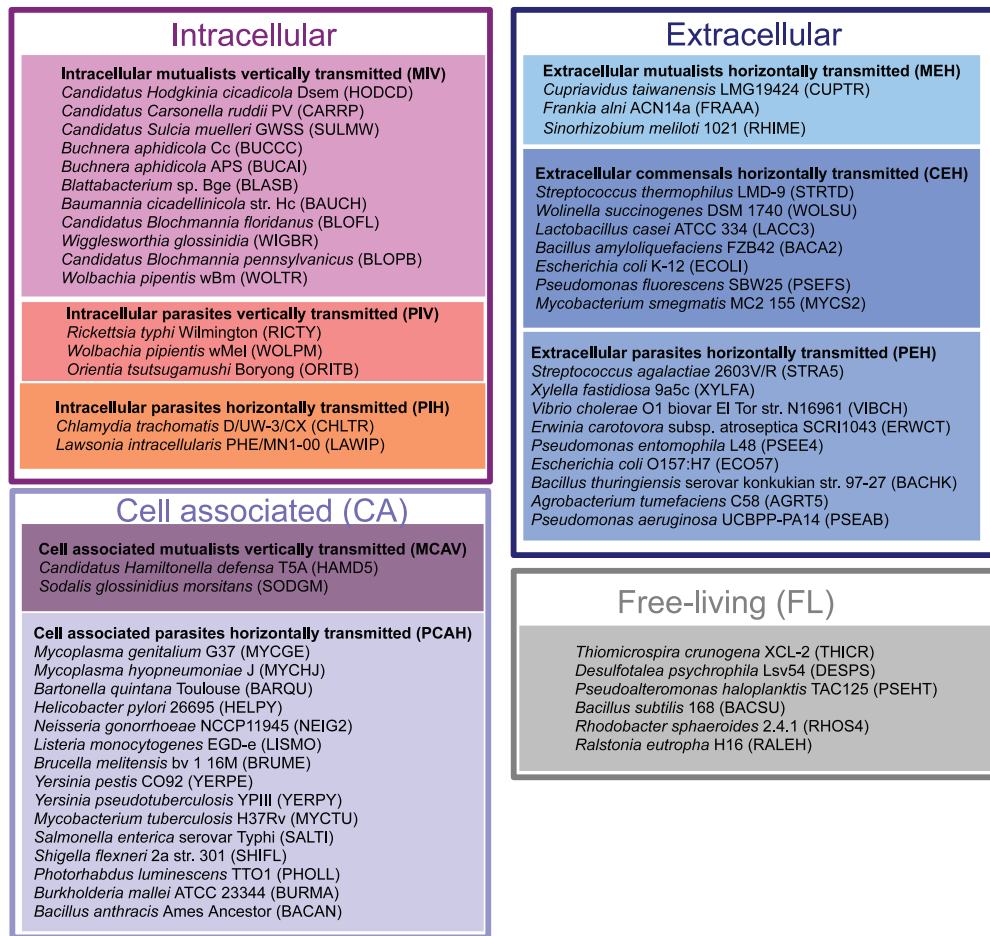 Intracellular
Intracellular mutualists vertically transmitted (MIV)
Candidatus Hodgkinia cicadicola Dsem (HODCD)
Candidatus Carsonella ruddii PV (CARRP)
Candidatus Sulcia muelleri GWSS (SULMW)
Buchnera aphidicola Cc (BUCCC)
Buchnera aphidicola APS (BUCAI)
Blattabacterium sp. Bge (BLASB)
Baumannia cicadellinicola str. Hc (BAUCH)
Candidatus Blochmannia floridanus (BLOFL)
Wigglesworthia glossinidia (WIGBR)
Candidatus Blochmannia pennsylvanicus (BLOPB)
Wolbachia pipentis wBm (WOLTR)
Intracellular parasites vertically transmitted (PIV)
Rickettsia typhi Wilmington (RICTY)
Wolbachia pipientis wMel (WOLPM)
Orientia tsutsugamushi Boryong (ORITB)
Intracellular parasites horizontally transmitted (PIH)
Chlamydia trachomatis D/UW-3/CX (CHLTR)
Lawsonia intracellularis PHE/MN1-00 (LAWIP)
Cell associated (CA)
Cell associated mutualists vertically transmitted (MCAV)
Candidatus Hamiltonella defensa T5A (HAMD5)
Sodalis glossinidius morsitans (SODGM)
Cell associated parasites horizontally transmitted (PCAH)
Mycoplasma genitalium G37 (MYCGE)
Mycoplasma hyopneumoniae J (MYCHJ)
Bartonella quintana Toulouse (BARQU)
Helicobacter pylori 26695 (HELPY)
Neisseria gonorrhoeae NCCP11945 (NEIG2)
Listeria monocytogenes EGD-e (LISMO)
Brucella melitensis bv 1 16M (BRUME)
Yersinia pestis CO92 (YERPE)
Yersinia pseudotuberculosis YPIII (YERPY)
Mycobacterium tuberculosis H37Rv (MYCTU)
Salmonella enterica serovar Typhi (SALTI)
Shigella flexneri 2a str. 301 (SHIFL)
Photorhabdus luminescens TTO1 (PHOLL)
Burkholderia mallei ATCC 23344 (BURMA)
Bacillus anthracis Ames Ancestor (BACAN)
Extracellular
Extracellular mutualists horizontally transmitted (MEH)
Cupriavidus taiwanensis LMG19424 (CUPTR)
Frankia alni ACN14a (FRAAA)
Sinorhizobium meliloti 1021 (RHIME)
Extracellular commensals horizontally transmitted (CEH)
Streptococcus thermophilus LMD-9 (STRTD)
Wolinella succinogenes DSM 1740 (WOLSU)
Lactobacillus casei ATCC 334 (LACC3)
Bacillus amyloliquefaciens FZB42 (BACA2)
Escherichia coli K-12 (ECOLI)
Pseudomonas fluorescens SBW25 (PSEFS)
Mycobacterium smegmatis MC2 155 (MYCS2)
Extracellular parasites horizontally transmitted (PEH)
Streptococcus agalactiae 2603V/R (STRA5)
Xylella fastidiosa 9a5c (XYLFA)
Vibrio cholerae O1 biovar El Tor str. N16961 (VIBCH)
Erwinia carotovora subsp. atroseptica SCRI1043 (ERWCT)
Pseudomonas entomophila L48 (PSEE4)
Escherichia coli O157:H7 (ECO57)
Bacillus thuringiensis serovar konkukian str. 97-27 (BACHK)
Agrobacterium tumefaciens C58 (AGRT5)
Pseudomonas aeruginosa UCBPP-PA14 (PSEAB)
Free-living (FL)
Thiomicrospira crunogena XCL-2 (THICR)
Desulfotalea psychrophila Lsv54 (DESPS)
Pseudoalteromonas haloplanktis TAC125 (PSEHT)
Bacillus subtilis 168 (BACSU)
Rhodobacter sphaeroides 2.4.1 (RHOS4)
Ralstonia eutropha H16 (RALEH)